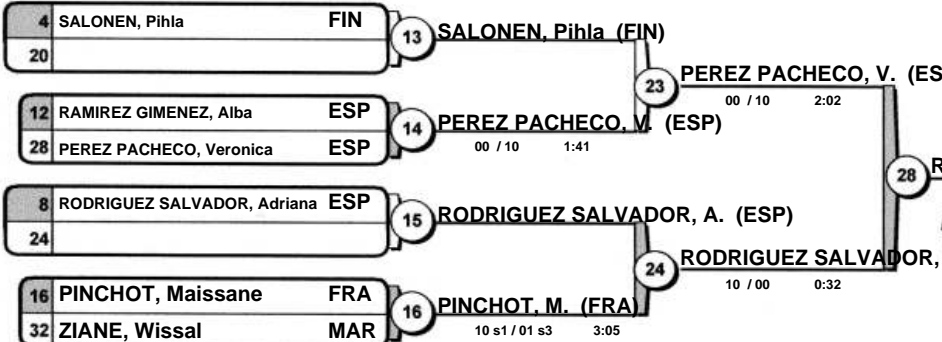 4 SALONEN, Pihla FIN
20
13 SALONEN, Pihla (FIN)
12 RAMIREZ GIMENEZ, Alba ESP
28 PEREZ PACHECO, Veronica ESP
14 PEREZ PACHECO, V. (ESP)
00 / 10 1:41
23 PEREZ PACHECO, V. (ES
00 / 10 2:02
8 RODRIGUEZ SALVADOR, Adriana ESP
24
15 RODRIGUEZ SALVADOR, A. (ESP)
16 PINCHOT, Maissane FRA
32 ZIANE, Wissal MAR
16 PINCHOT, M. (FRA)
10 s1 / 01 s3 3:05
24 RODRIGUEZ SALVADOR,
10 / 00 0:32
28 R